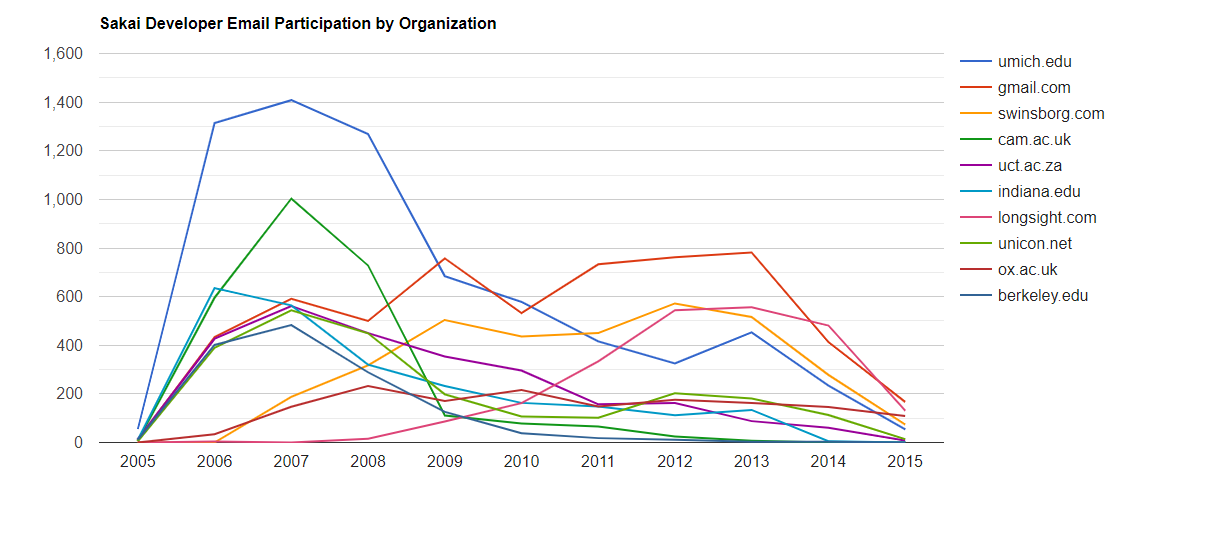 Sakai Developer Email Participation by Organization
1,600
1,400
1,200
1,000
800
600
400
200
0
2005 2006 2007 2008 2009 2010 2011 2012 2013 2014 2015
umich.edu
gmail.com
swinsborg.com
cam.ac.uk
uct.ac.za
indiana.edu
longsight.com
unicon.net
ox.ac.uk
berkeley.edu